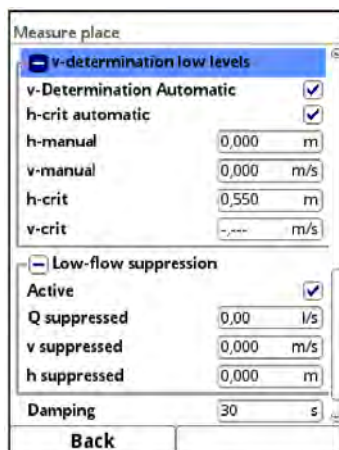 Measure place
v-determination low levels
v-Determination Automatic
h-crit automatic
h-manual 0,000 m
v-manual 0,000 m/s
h-crit 0,550 m
v-crit -,--- m/s
Low-flow suppression
Active
Q suppressed 0,00 l/s
v suppressed 0,000 m/s
h suppressed 0,000 m
Damping 30 s
Back